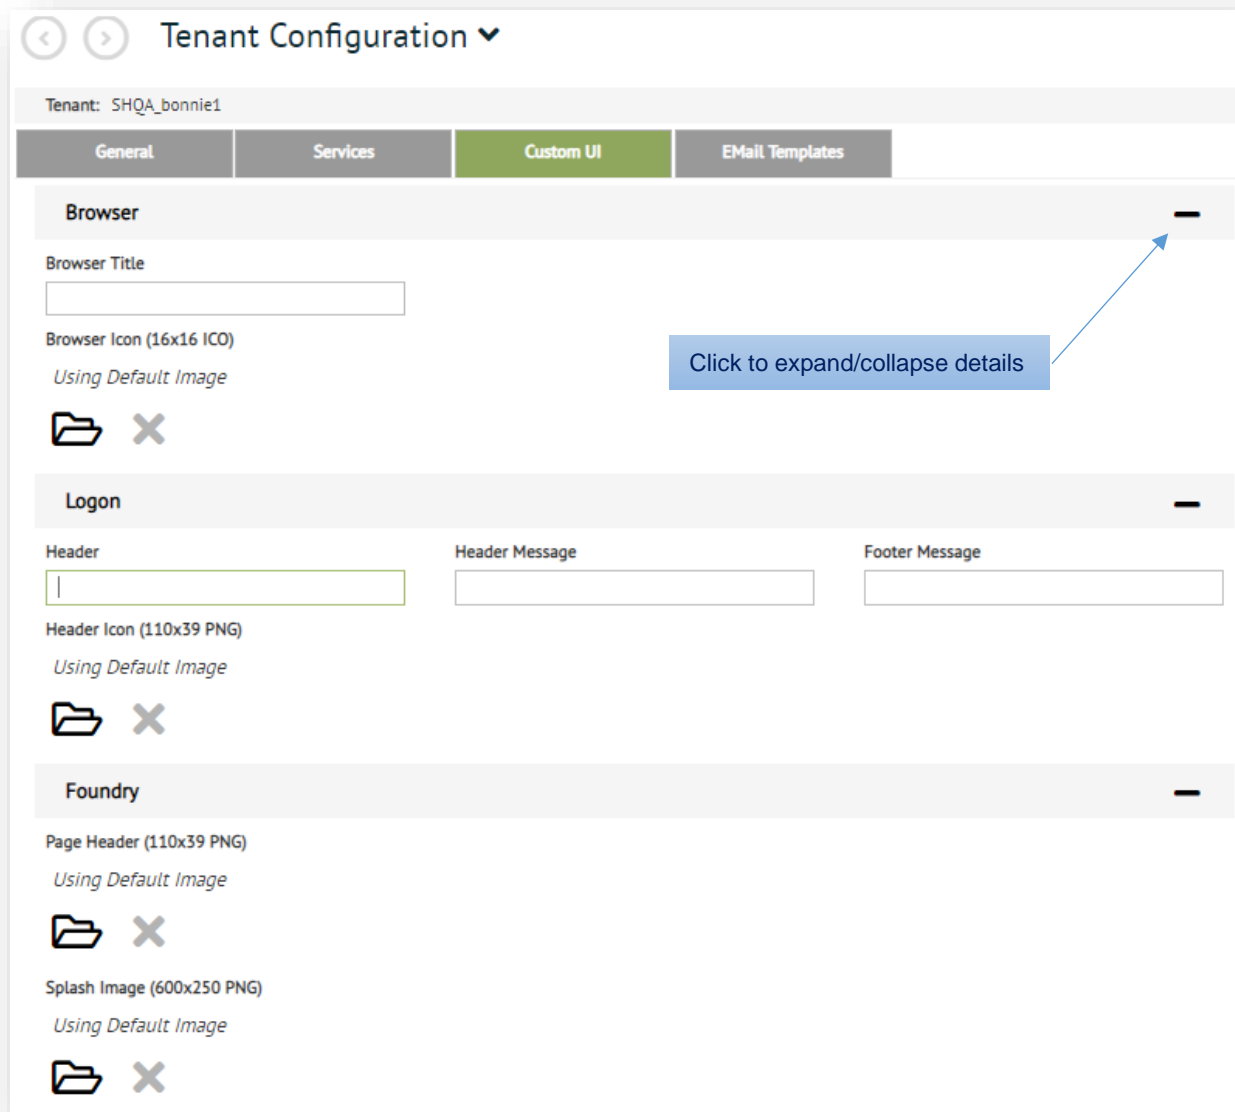 Tenant Configuration
Tenant: SHQA_bonnie1
General Services Custom UI EMail Templates
Browser
Browser Title
Browser Icon (16x16 ICO)
Using Default Image
Click to expand/collapse details
Logon
Header Header Message Footer Message
Header Icon (110x39 PNG)
Using Default Image
Foundry
Page Header (110x39 PNG)
Using Default Image
Splash Image (600x250 PNG)
Using Default Image